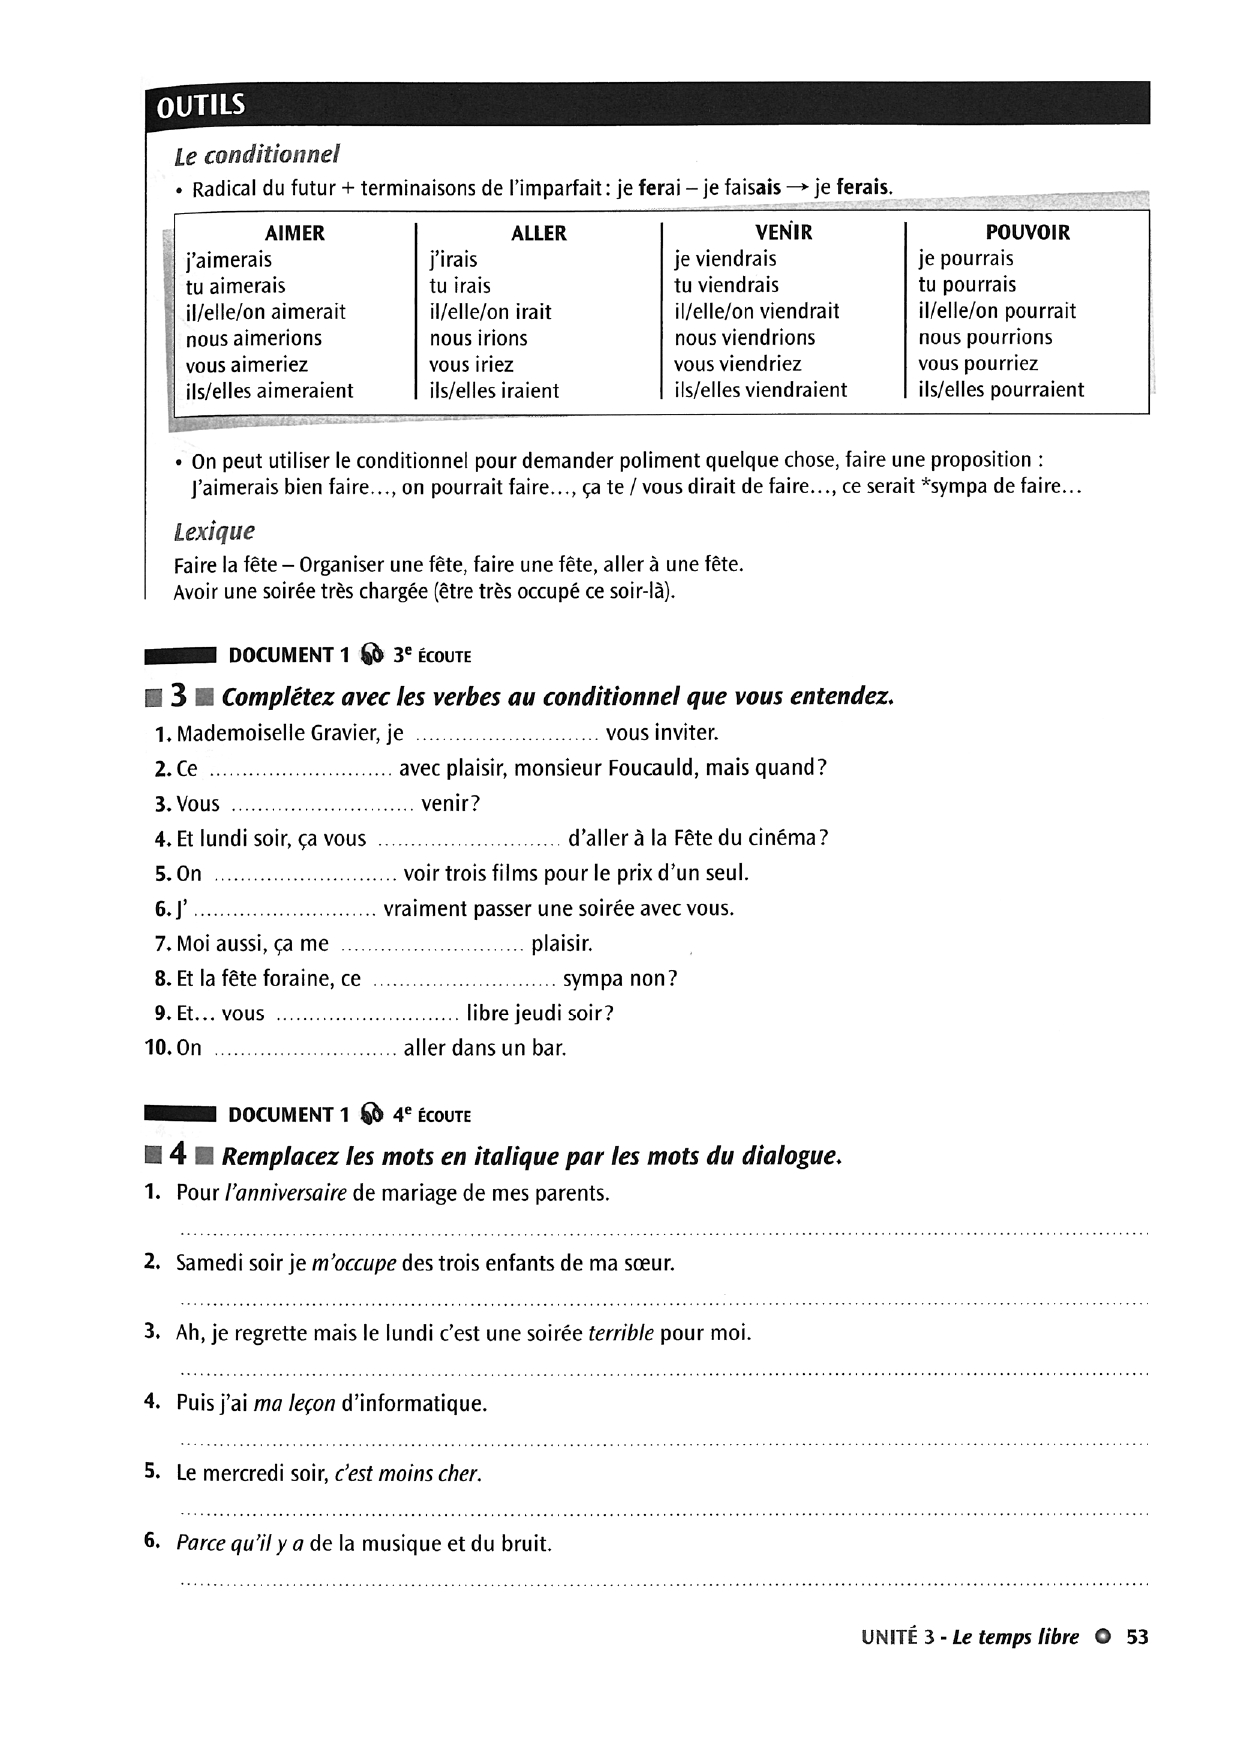 OUTILS
Le conditionnel
• Radical du futur + terminaisons de l'imparfait : je ferai – je faisais → je ferais.
AIMER
j'aimerais
tu aimerais
il/elle/on aimerait
nous aimerions
vous aimeriez
ils/elles aimeraient
ALLER
j'irais
tu irais
il/elle/on irait
nous irions
vous iriez
ils/elles iraient
VENIR
je viendrais
tu viendrais
il/elle/on viendrait
nous viendrions
vous viendriez
ils/elles viendraient
POUVOIR
je pourrais
tu pourrais
il/elle/on pourrait
nous pourrions
vous pourriez
ils/elles pourraient
• On peut utiliser le conditionnel pour demander poliment quelque chose, faire une proposition :
J'aimerais bien faire..., on pourrait faire..., ça te / vous dirait de faire..., ce serait *sympa de faire...
Lexique
Faire la fête – Organiser une fête, faire une fête, aller à une fête.
Avoir une soirée très chargée (être très occupé ce soir-là).
DOCUMENT 1 3e ÉCOUTE
3 Complétez avec les verbes au conditionnel que vous entendez.
1. Mademoiselle Gravier, je ............................ vous inviter.
2. Ce ............................ avec plaisir, monsieur Foucauld, mais quand ?
3. Vous ............................ venir ?
4. Et lundi soir, ça vous ............................ d'aller à la Fête du cinéma ?
5. On ............................ voir trois films pour le prix d'un seul.
6. J' ............................ vraiment passer une soirée avec vous.
7. Moi aussi, ça me ............................ plaisir.
8. Et la fête foraine, ce ............................ sympa non ?
9. Et... vous ............................ libre jeudi soir ?
10. On ............................ aller dans un bar.
DOCUMENT 1 4e ÉCOUTE
4 Remplacez les mots en italique par les mots du dialogue.
1. Pour l'anniversaire de mariage de mes parents.
2. Samedi soir je m'occupe des trois enfants de ma sœur.
3. Ah, je regrette mais le lundi c'est une soirée terrible pour moi.
4. Puis j'ai ma leçon d'informatique.
5. Le mercredi soir, c'est moins cher.
6. Parce qu'il y a de la musique et du bruit.
UNITÉ 3 - Le temps libre 53